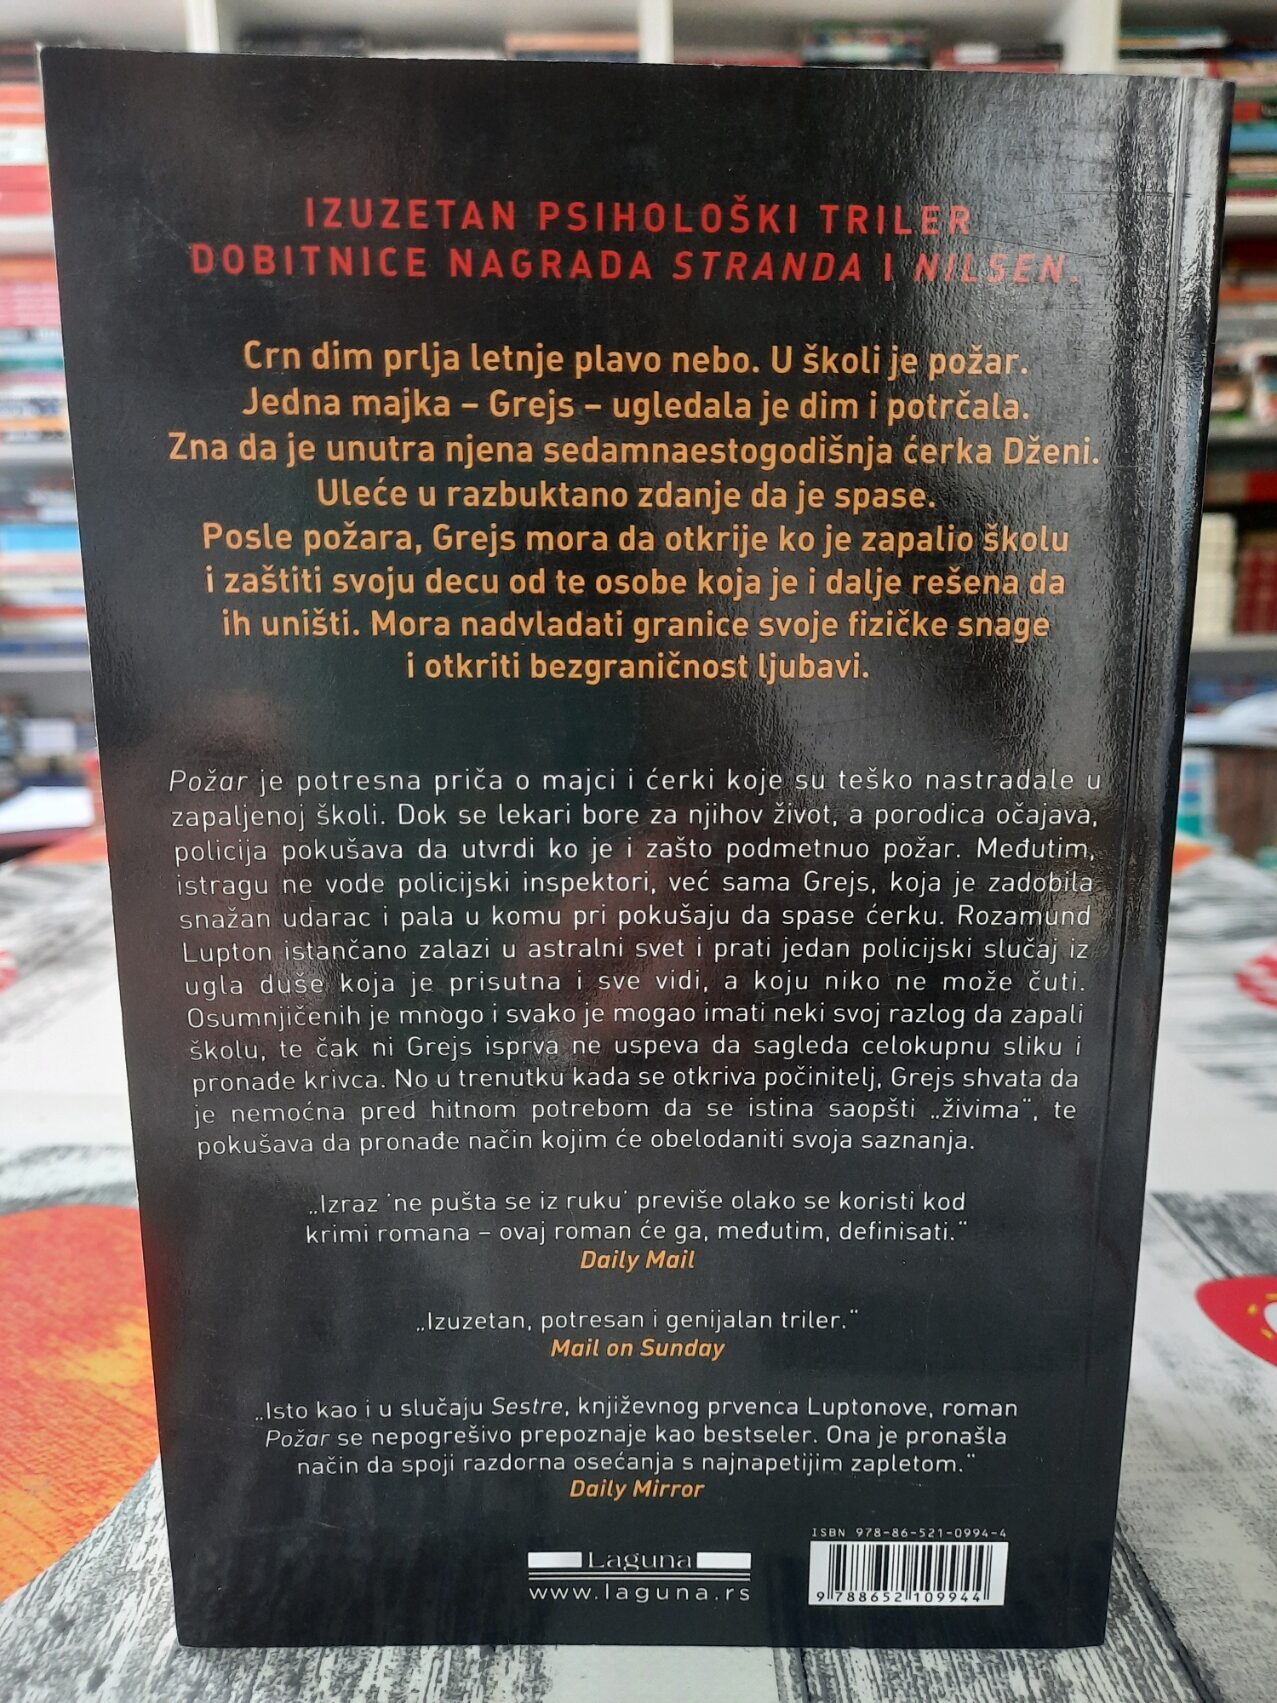 IZUZETAN PSIHOLOŠKI TRILER
DOBITNICE NAGRADA STRANDA I NILSEN.
Crn dim prlja letnje plavo nebo. U školi je požar.
Jedna majka – Grejs – ugledala je dim i potrčala.
Zna da je unutra njena sedamnaestogodišnja ćerka Dženi.
Uleće u razbuktano zdanje da je spase.
Posle požara, Grejs mora da otkrije ko je zapalio školu
i zaštiti svoju decu od te osobe koja je i dalje rešena da
ih uništi. Mora nadvladati granice svoje fizičke snage
i otkriti bezgraničnost ljubavi.
Požar je potresna priča o majci i ćerki koje su teško nastradale u
zapaljenoj školi. Dok se lekari bore za njihov život, a porodica očajava,
policija pokušava da utvrdi ko je i zašto podmetnuo požar. Međutim,
istragu ne vode policijski inspektori, već sama Grejs, koja je zadobila
snažan udarac i pala u komu pri pokušaju da spase ćerku. Rozamund
Lupton istančano zalazi u astralni svet i prati jedan policijski slučaj iz
ugla duše koja je prisutna i sve vidi, a koju niko ne može čuti.
Osumnjičenih je mnogo i svako je mogao imati neki svoj razlog da zapali
školu, te čak ni Grejs isprva ne uspeva da sagleda celokupnu sliku i
pronađe krivca. No u trenutku kada se otkriva počinitelj, Grejs shvata da
je nemoćna pred hitnom potrebom da se istina saopšti „živima“, te
pokušava da pronađe način kojim će obelodaniti svoja saznanja.
„Izraz ’ne pušta se iz ruku’ previše olako se koristi kod
krimi romana – ovaj roman će ga, međutim, definisati.“
Daily Mail
„Izuzetan, potresan i genijalan triler.“
Mail on Sunday
„Isto kao i u slučaju Sestre, književnog prvenca Luptonove, roman
Požar se nepogrešivo prepoznaje kao bestseler. Ona je pronašla
način da spoji razdorna osećanja s najnapetijim zapletom.“
Daily Mirror
ISBN 978-86-521-0994-4
Laguna
www.laguna.rs
9 788652 109944